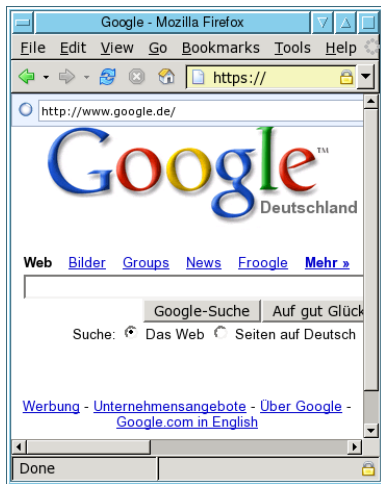 Google - Mozilla Firefox
File Edit View Go Bookmarks Tools Help
https://
http://www.google.de/
Google™
Deutschland
Web Bilder Groups News Froogle Mehr »
Google-Suche Auf gut Glück
Suche: Das Web Seiten auf Deutsch
Werbung - Unternehmensangebote - Über Google -
Google.com in English
Done